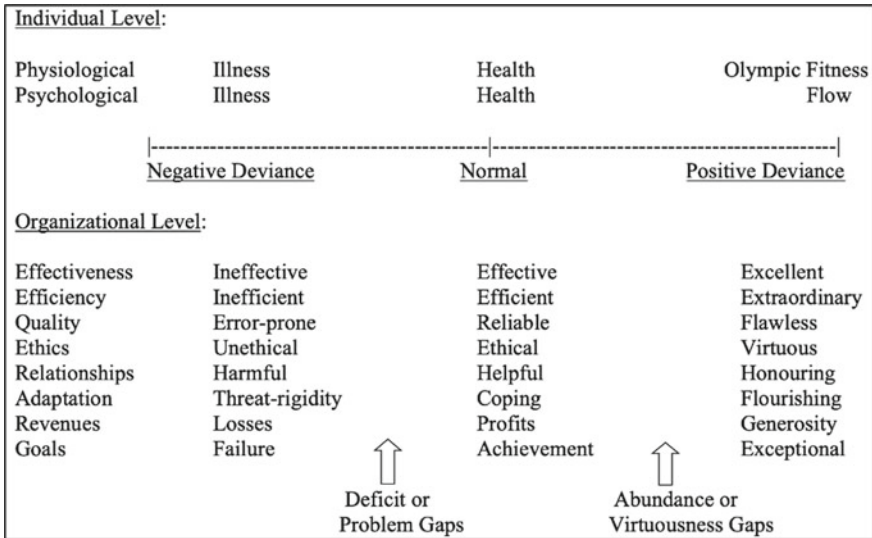 Individual Level:
Physiological Illness Health Olympic Fitness
Psychological Illness Health Flow
|----------------------------------------------|-----------------------------------------------|
Negative Deviance Normal Positive Deviance
Organizational Level:
Effectiveness Ineffective Effective Excellent
Efficiency Inefficient Efficient Extraordinary
Quality Error-prone Reliable Flawless
Ethics Unethical Ethical Virtuous
Relationships Harmful Helpful Honouring
Adaptation Threat-rigidity Coping Flourishing
Revenues Losses Profits Generosity
Goals Failure Achievement Exceptional
Deficit or Abundance or
Problem Gaps Virtuousness Gaps